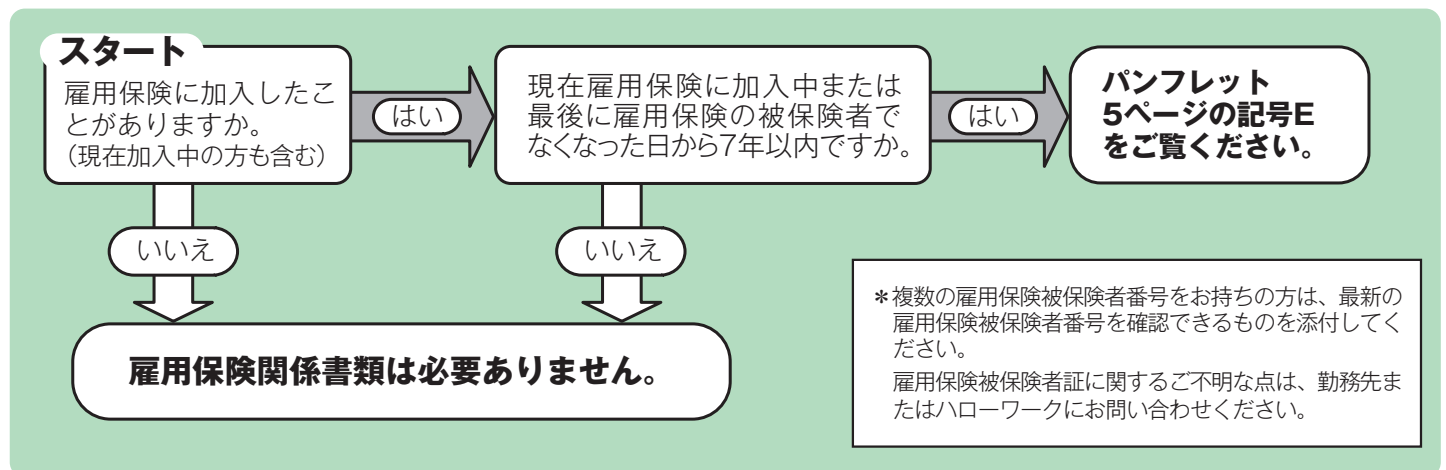 スタート
雇用保険に加入したこ
とがありますか。
（現在加入中の方も含む）
はい
現在雇用保険に加入中または
最後に雇用保険の被保険者で
なくなった日から7年以内ですか。
はい
パンフレット
5ページの記号E
をご覧ください。
いいえ
いいえ
雇用保険関係書類は必要ありません。
＊複数の雇用保険被保険者番号をお持ちの方は、最新の
雇用保険被保険者番号を確認できるものを添付してく
ださい。
雇用保険被保険者証に関するご不明な点は、勤務先ま
たはハローワークにお問い合わせください。